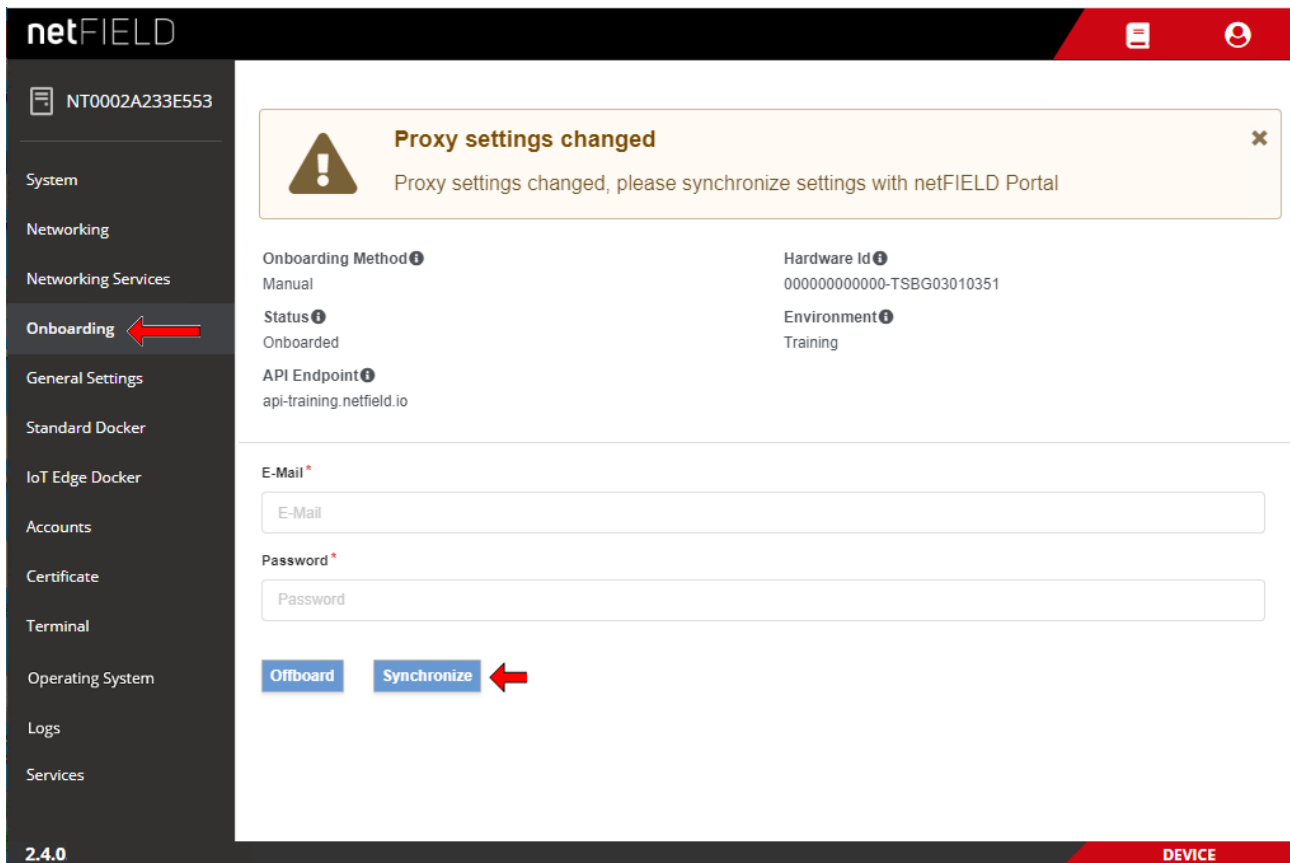 netFIELD
NT0002A233E553
System
Networking
Networking Services
Onboarding
General Settings
Standard Docker
IoT Edge Docker
Accounts
Certificate
Terminal
Operating System
Logs
Services
2.4.0
Proxy settings changed
Proxy settings changed, please synchronize settings with netFIELD Portal
Onboarding Method
Manual
Hardware Id
000000000000-TSBG03010351
Status
Onboarded
Environment
Training
API Endpoint
api-training.netfield.io
E-Mail*
E-Mail
Password*
Password
Offboard
Synchronize
DEVICE